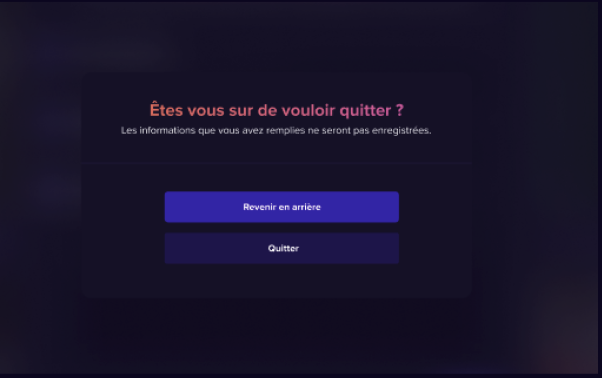 Êtes vous sur de vouloir quitter ?
Les informations que vous avez remplies ne seront pas enregistrées.
Revenir en arrière
Quitter